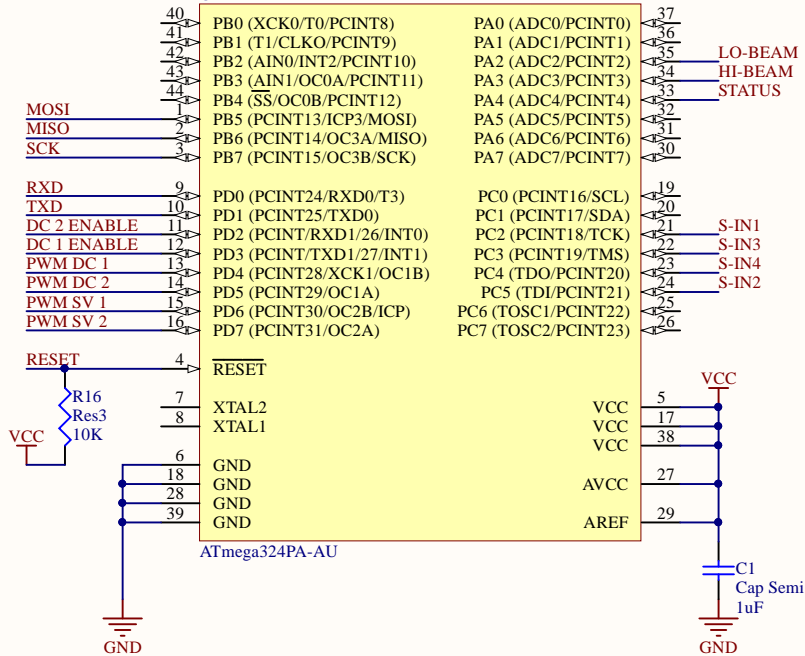 40 PB0 (XCK0/T0/PCINT8) PA0 (ADC0/PCINT0) 37
41 PB1 (T1/CLKO/PCINT9) PA1 (ADC1/PCINT1) 36
42 PB2 (AIN0/INT2/PCINT10) PA2 (ADC2/PCINT2) 35 LO-BEAM
43 PB3 (AIN1/OC0A/PCINT11) PA3 (ADC3/PCINT3) 34 HI-BEAM
44 PB4 (SS/OC0B/PCINT12) PA4 (ADC4/PCINT4) 33 STATUS
MOSI 1 PB5 (PCINT13/ICP3/MOSI) PA5 (ADC5/PCINT5) 32
MISO 2 PB6 (PCINT14/OC3A/MISO) PA6 (ADC6/PCINT6) 31
SCK 3 PB7 (PCINT15/OC3B/SCK) PA7 (ADC7/PCINT7) 30
RXD 9 PD0 (PCINT24/RXD0/T3) PC0 (PCINT16/SCL) 19
TXD 10 PD1 (PCINT25/TXD0) PC1 (PCINT17/SDA) 20
DC 2 ENABLE 11 PD2 (PCINT/RXD1/26/INT0) PC2 (PCINT18/TCK) 21 S-IN1
DC 1 ENABLE 12 PD3 (PCINT/TXD1/27/INT1) PC3 (PCINT19/TMS) 22 S-IN3
PWM DC 1 13 PD4 (PCINT28/XCK1/OC1B) PC4 (TDO/PCINT20) 23 S-IN4
PWM DC 2 14 PD5 (PCINT29/OC1A) PC5 (TDI/PCINT21) 24 S-IN2
PWM SV 1 15 PD6 (PCINT30/OC2B/ICP) PC6 (TOSC1/PCINT22) 25
PWM SV 2 16 PD7 (PCINT31/OC2A) PC7 (TOSC2/PCINT23) 26
RESET 4 RESET
VCC
R16
Res3
10K
VCC
7 XTAL2 VCC 5
8 XTAL1 VCC 17
VCC 38
6 GND
18 GND AVCC 27
28 GND
39 GND AREF 29
ATmega324PA-AU
C1
Cap Semi
1uF
GND
GND